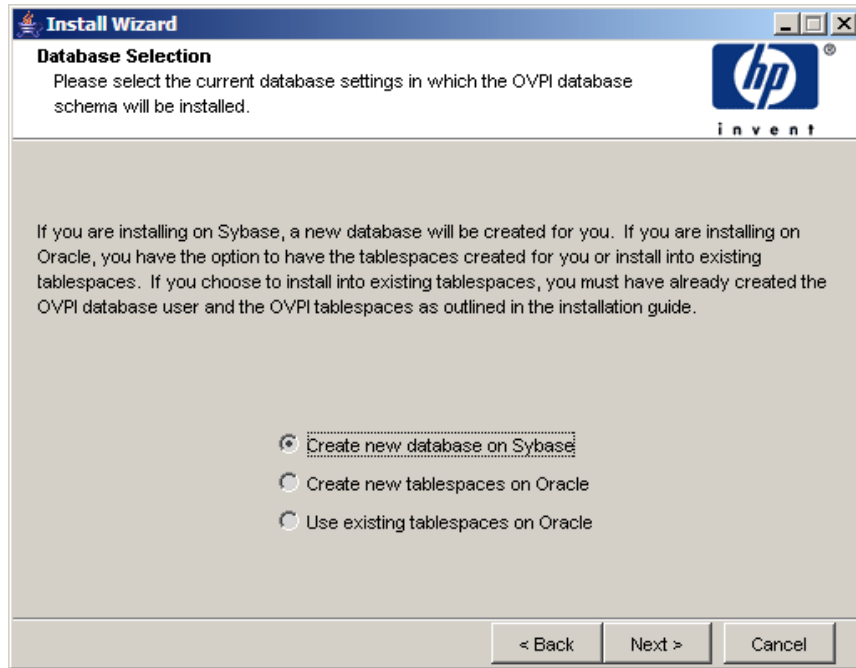 Install Wizard
Database Selection
Please select the current database settings in which the OVPI database
schema will be installed.
hp
®
invent
If you are installing on Sybase, a new database will be created for you. If you are installing on
Oracle, you have the option to have the tablespaces created for you or install into existing
tablespaces. If you choose to install into existing tablespaces, you must have already created the
OVPI database user and the OVPI tablespaces as outlined in the installation guide.
Create new database on Sybase
Create new tablespaces on Oracle
Use existing tablespaces on Oracle
< Back
Next >
Cancel